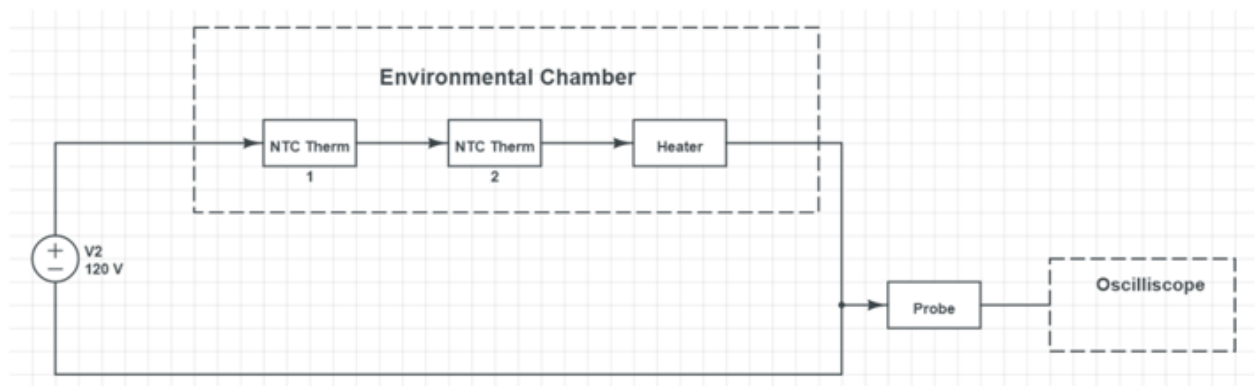 Environmental Chamber
NTC Therm
1
NTC Therm
2
Heater
+
−
V2
120 V
Probe
Oscilliscope